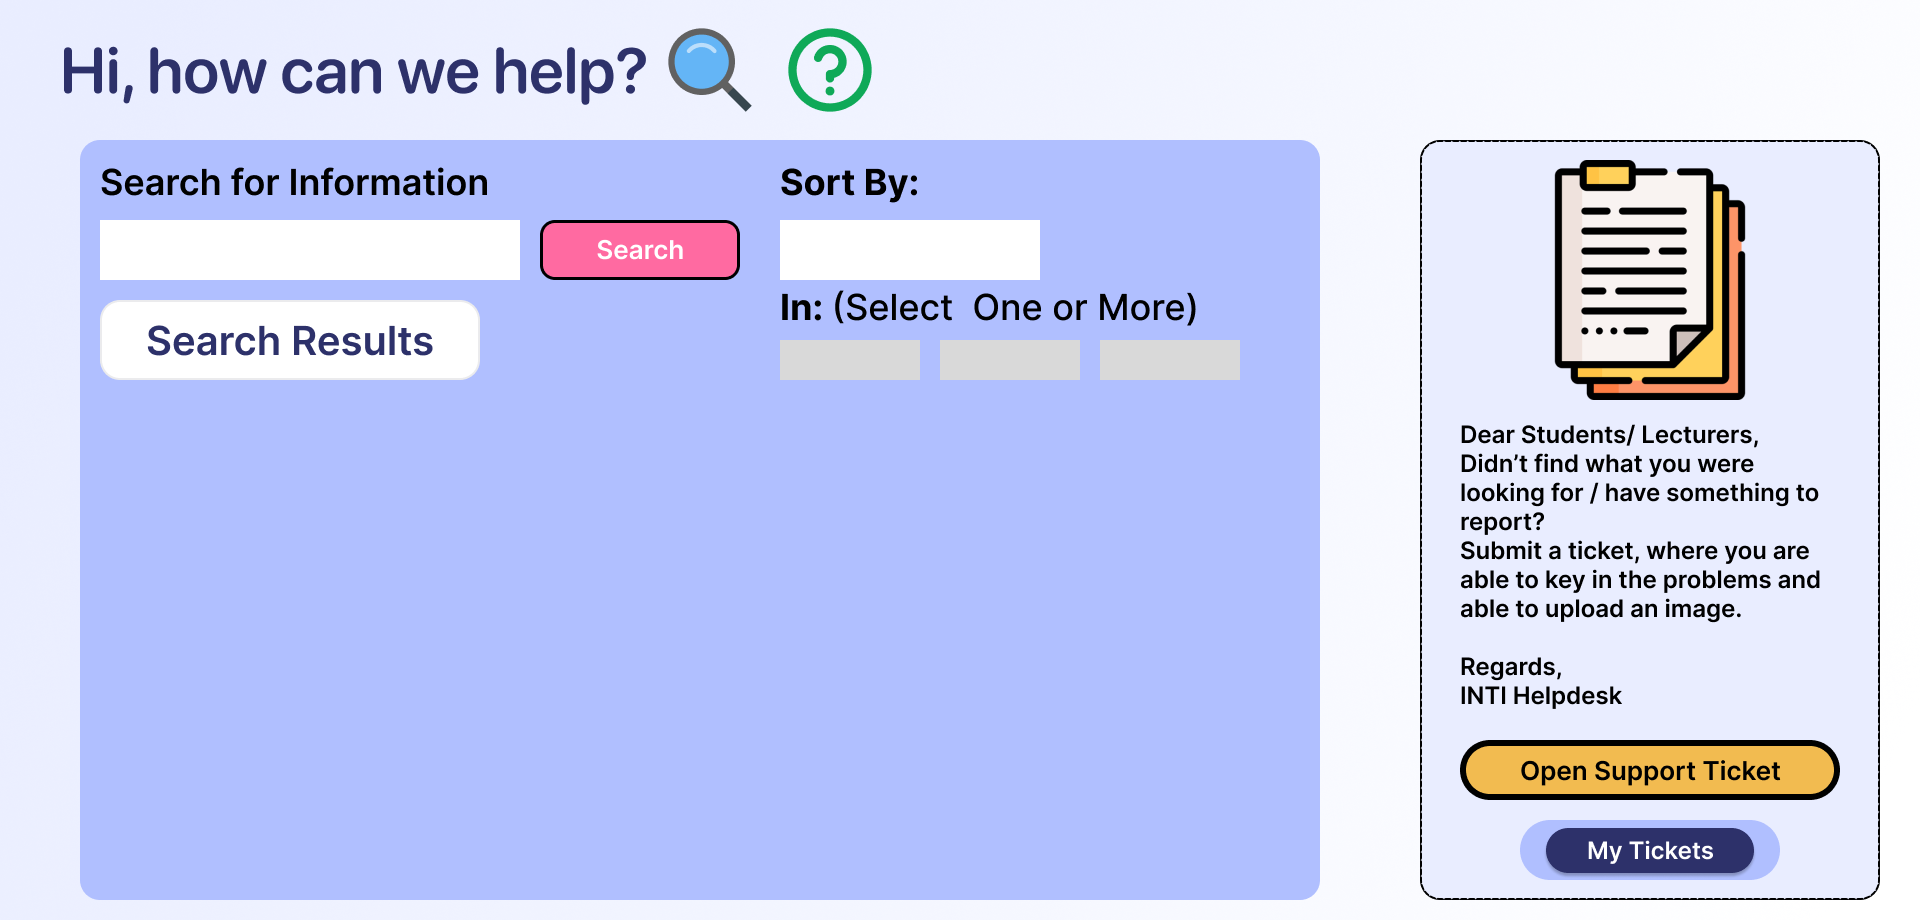 Hi, how can we help?
Search for Information
Search
Search Results
Sort By:
In: (Select  One or More)
Dear Students/ Lecturers,
Didn’t find what you were
looking for / have something to
report?
Submit a ticket, where you are
able to key in the problems and
able to upload an image.
Regards,
INTI Helpdesk
Open Support Ticket
My Tickets